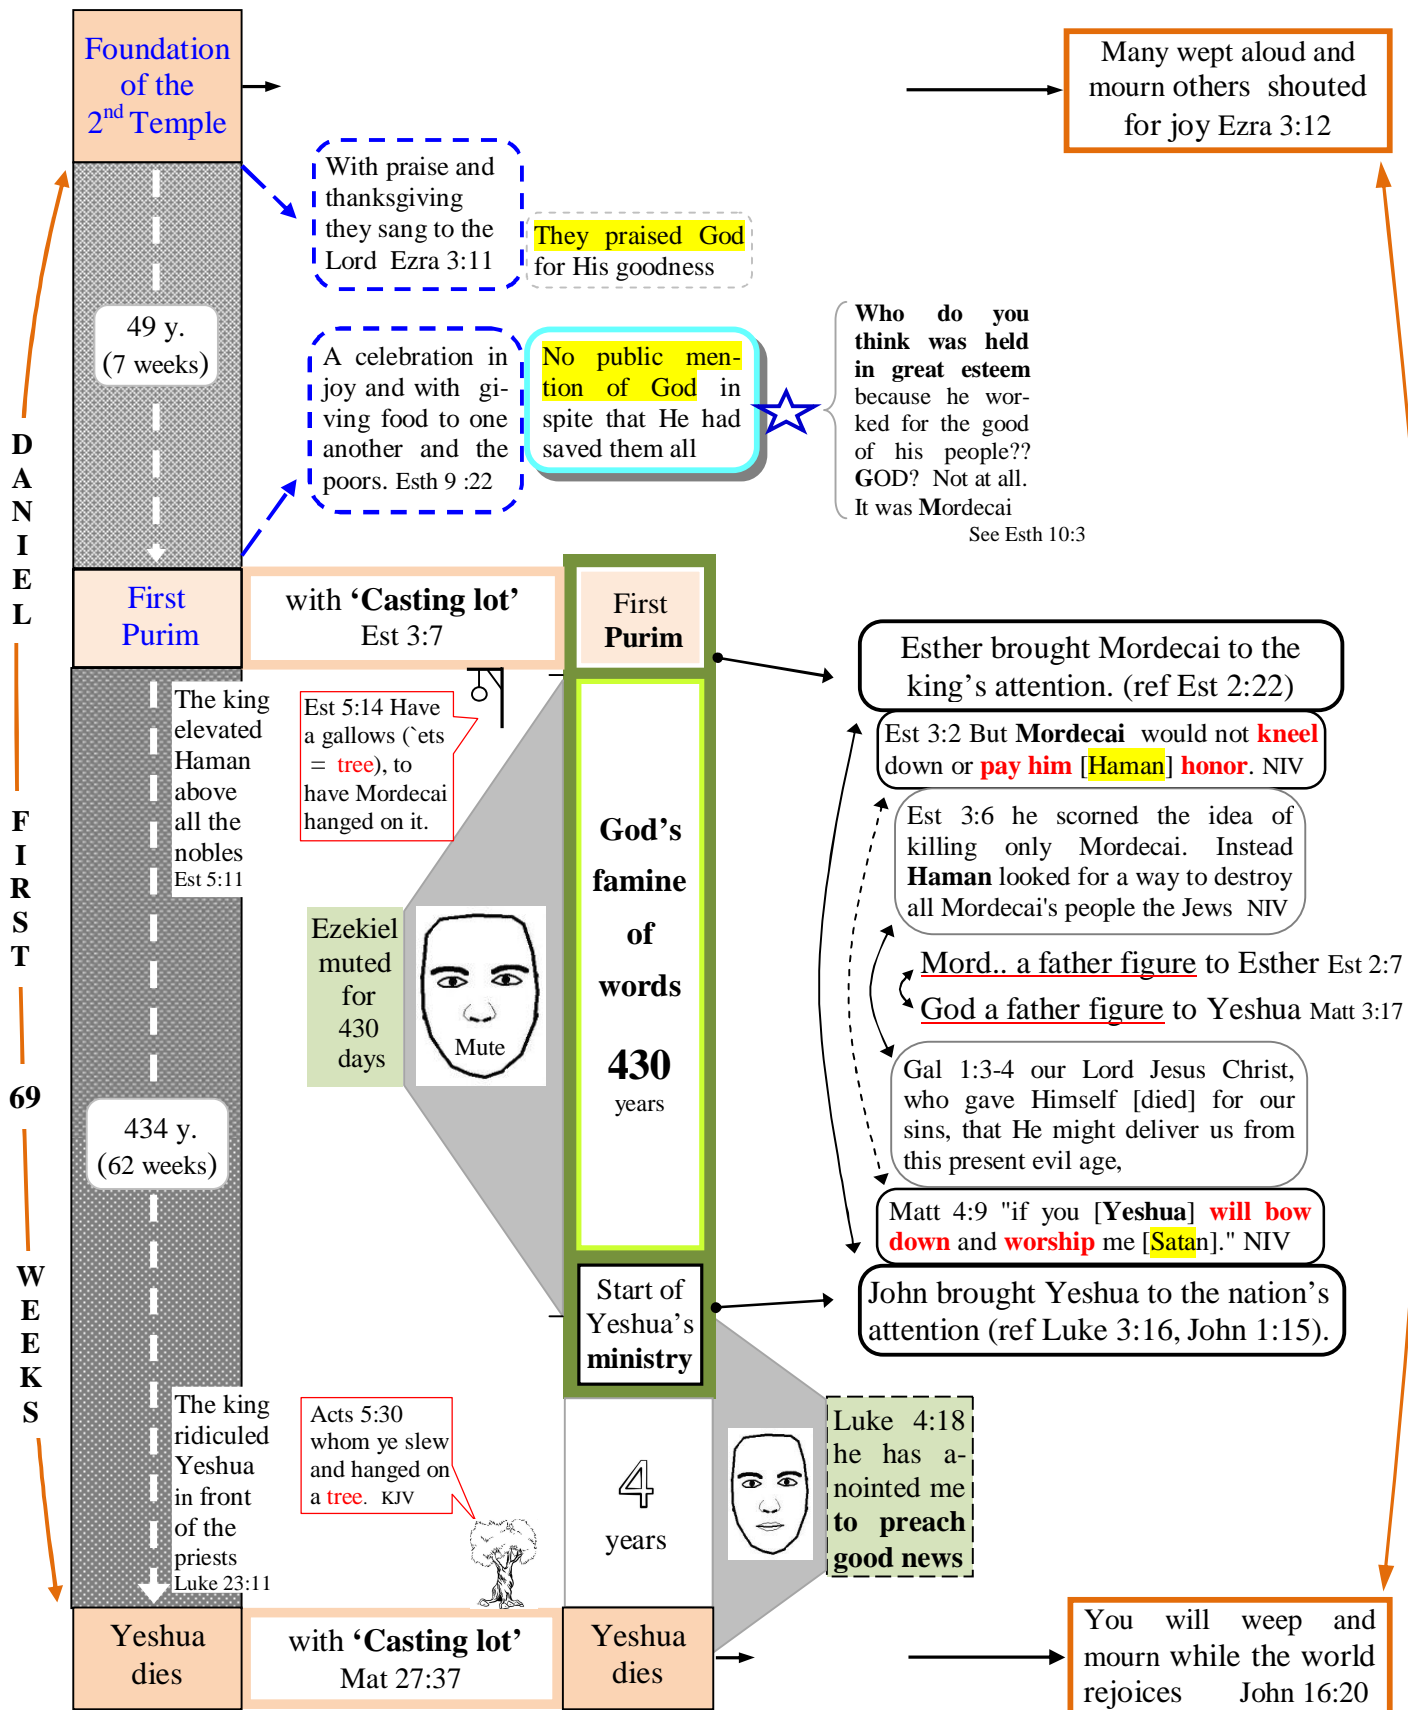 Foundation
of the
2nd Temple
Many wept aloud and
mourn others shouted
for joy Ezra 3:12
With praise and
thanksgiving
they sang to the
Lord Ezra 3:11
They praised God
for His goodness
49 y.
(7 weeks)
A celebration in
joy and with gi-
ving food to one
another and the
poors. Esth 9 :22
No public men-
tion of God in
spite that He had
saved them all
Who do you
think was held
in great esteem
because he wor-
ked for the good
of his people??
GOD? Not at all.
It was Mordecai
See Esth 10:3
DANIEL FIRST 69 WEEKS
First
Purim
with ‘Casting lot’
Est 3:7
First
Purim
The king
elevated
Haman
above
all the
nobles
Est 5:11
Est 5:14 Have
a gallows (`ets
= tree), to
have Mordecai
hanged on it.
Ezekiel
muted
for
430
days
Mute
God’s
famine
of
words
430
years
Esther brought Mordecai to the
king’s attention. (ref Est 2:22)
Est 3:2 But Mordecai would not kneel
down or pay him [Haman] honor. NIV
Est 3:6 he scorned the idea of
killing only Mordecai. Instead
Haman looked for a way to destroy
all Mordecai's people the Jews NIV
Mord.. a father figure to Esther Est 2:7
God a father figure to Yeshua Matt 3:17
Gal 1:3-4 our Lord Jesus Christ,
who gave Himself [died] for our
sins, that He might deliver us from
this present evil age,
Matt 4:9 "if you [Yeshua] will bow
down and worship me [Satan]." NIV
John brought Yeshua to the nation’s
attention (ref Luke 3:16, John 1:15).
434 y.
(62 weeks)
Start of
Yeshua’s
ministry
The king
ridiculed
Yeshua
in front
of the
priests
Luke 23:11
Acts 5:30
whom ye slew
and hanged on
a tree. KJV
4
years
Luke 4:18
he has a-
nointed me
to preach
good news
Yeshua
dies
with ‘Casting lot’
Mat 27:37
Yeshua
dies
You will weep and
mourn while the world
rejoices John 16:20